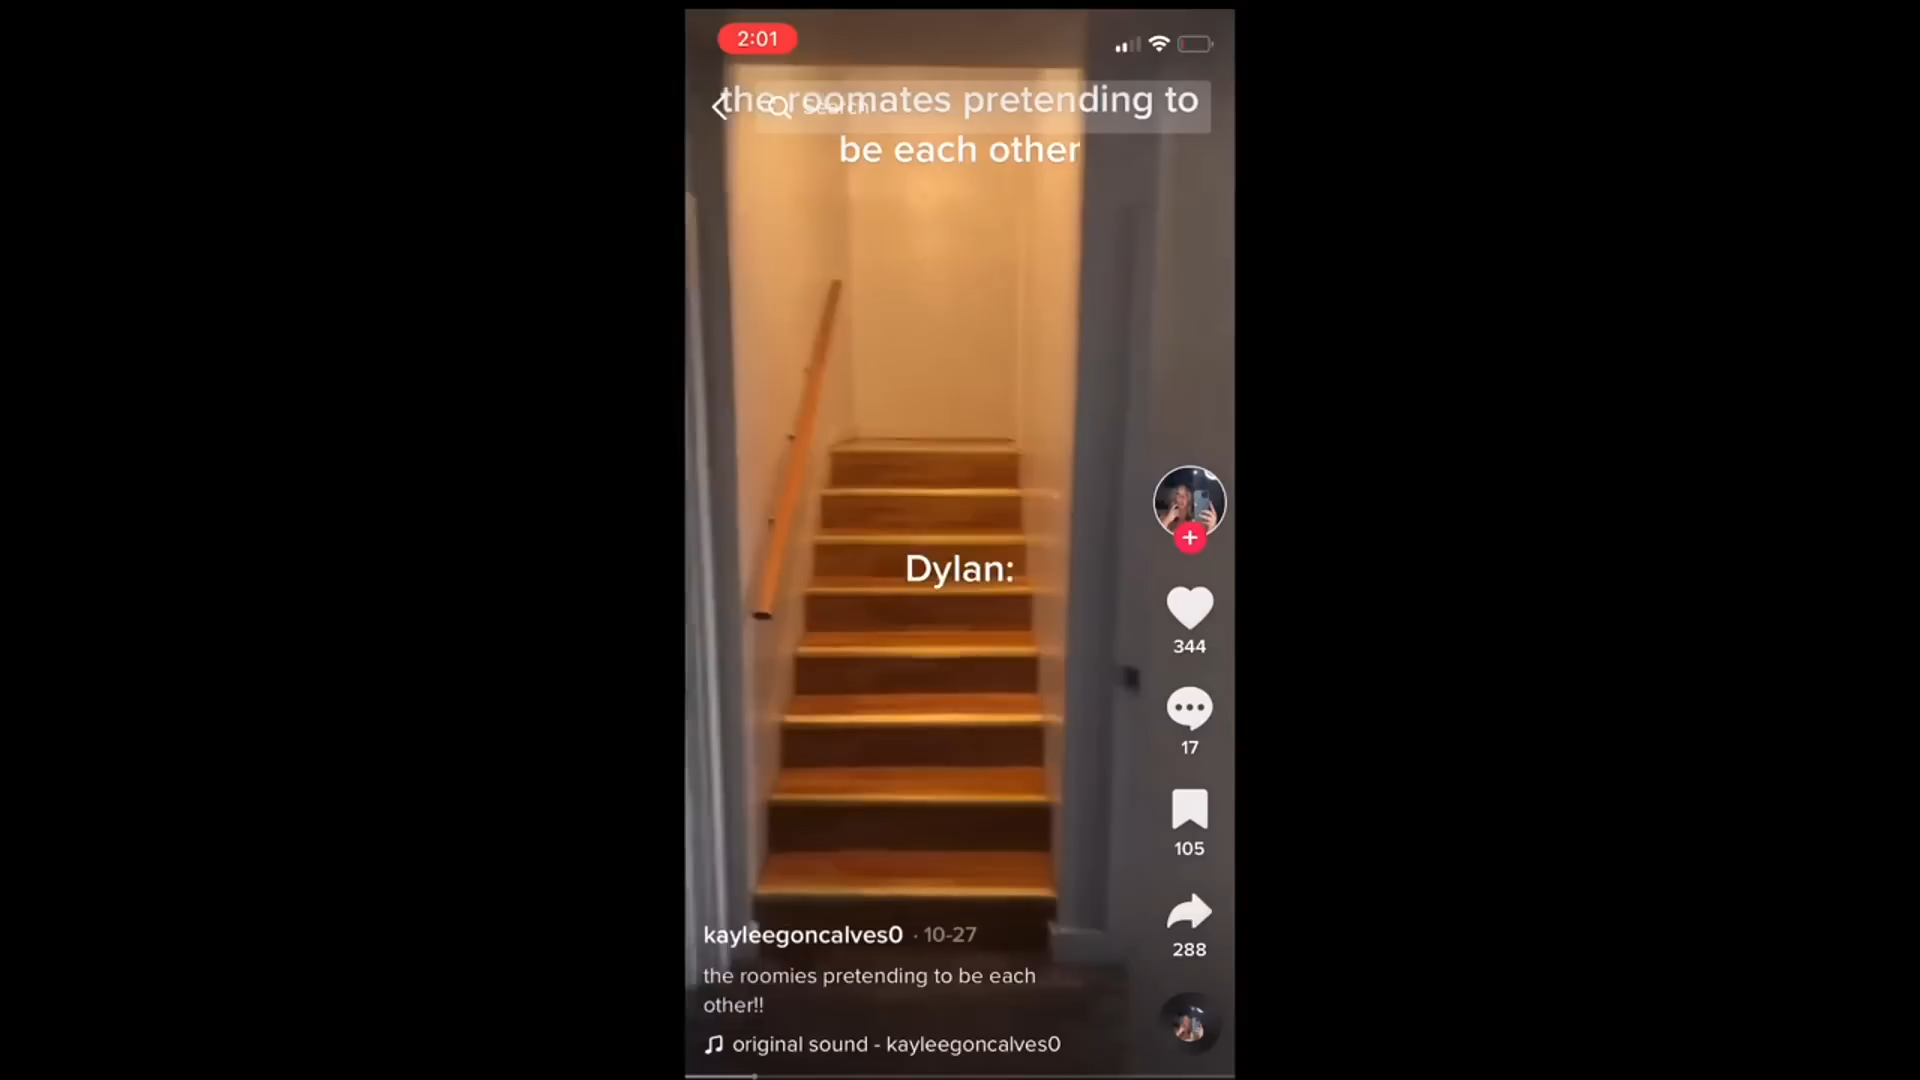 2:01
the roomates pretending to
Search
be each other
Dylan:
344
17
105
288
kayleegoncalves0 · 10-27
the roomies pretending to be each
other!!
original sound - kayleegoncalves0